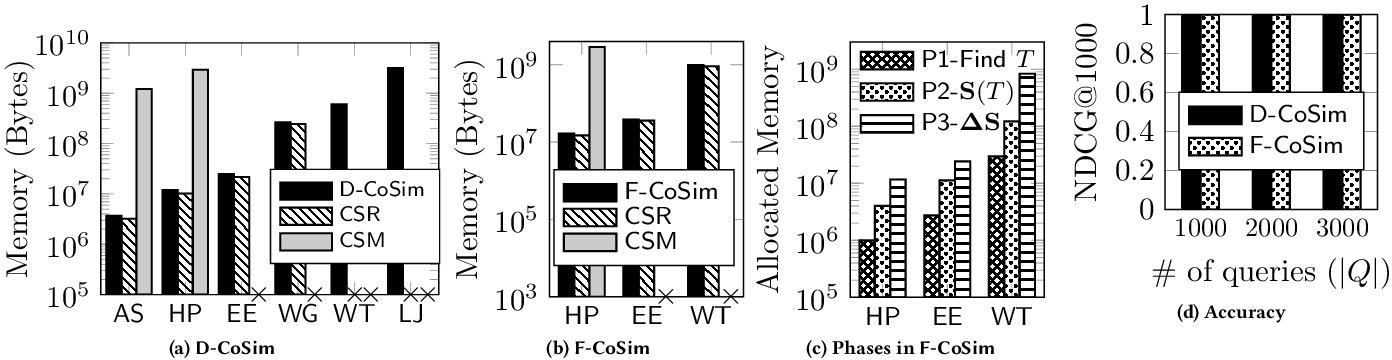 Memory (Bytes)
10^10
10^9
10^8
10^7
10^6
10^5
D-CoSim
CSR
CSM
AS HP EE WG WT LJ
(a) D-CoSim
Memory (Bytes)
10^9
10^7
10^5
10^3
F-CoSim
CSR
CSM
HP EE WT
(b) F-CoSim
Allocated Memory
10^9
10^8
10^7
10^6
10^5
P1-Find T
P2-S(T)
P3-ΔS
HP EE WT
(c) Phases in F-CoSim
NDCG@1000
1
0.8
0.6
0.4
0.2
0
D-CoSim
F-CoSim
1000 2000 3000
# of queries (|Q|)
(d) Accuracy